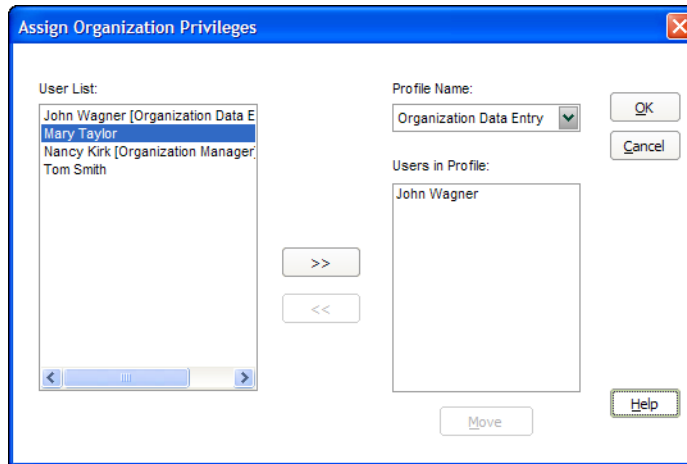 Assign Organization Privileges
User List:
John Wagner [Organization Data E
Mary Taylor
Nancy Kirk [Organization Manager]
Tom Smith
>>
<<
Profile Name:
Organization Data Entry
Users in Profile:
John Wagner
Move
OK
Cancel
Help